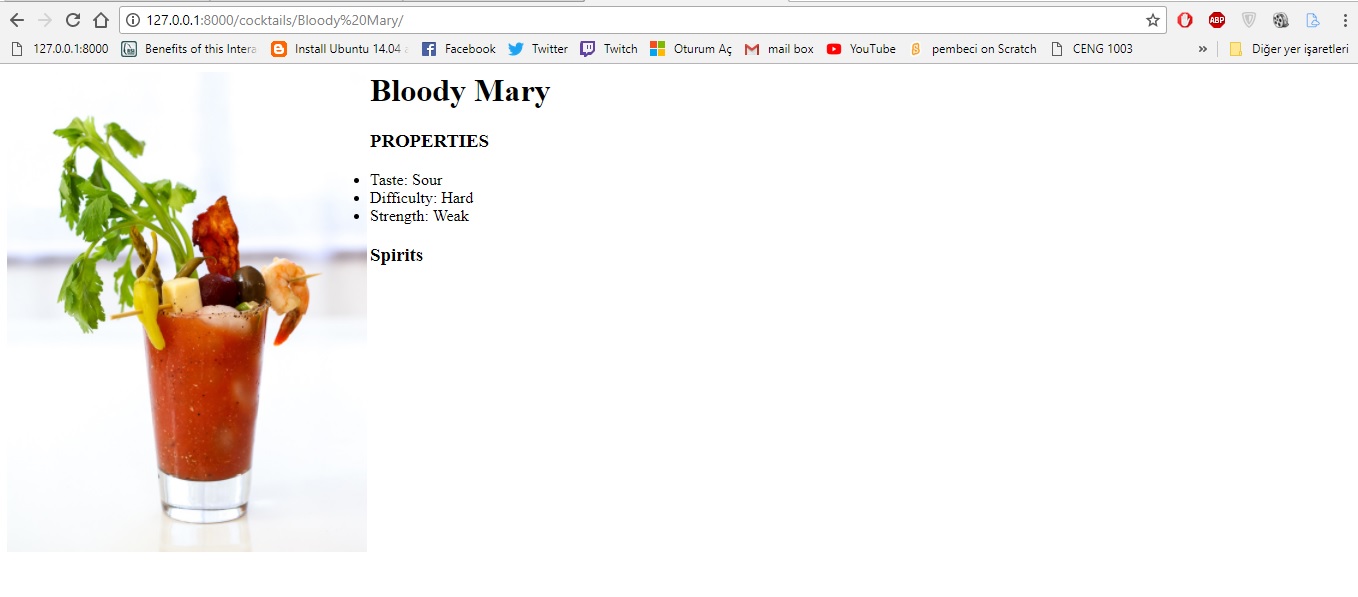 127.0.0.1:8000/cocktails/Bloody%20Mary/
ABP
127.0.0.1:8000 Benefits of this Intera Install Ubuntu 14.04 Facebook Twitter Twitch Oturum Aç mail box YouTube pembeci on Scratch CENG 1003 » Diğer yer işaretleri
Bloody Mary
PROPERTIES
• Taste: Sour
• Difficulty: Hard
• Strength: Weak
Spirits